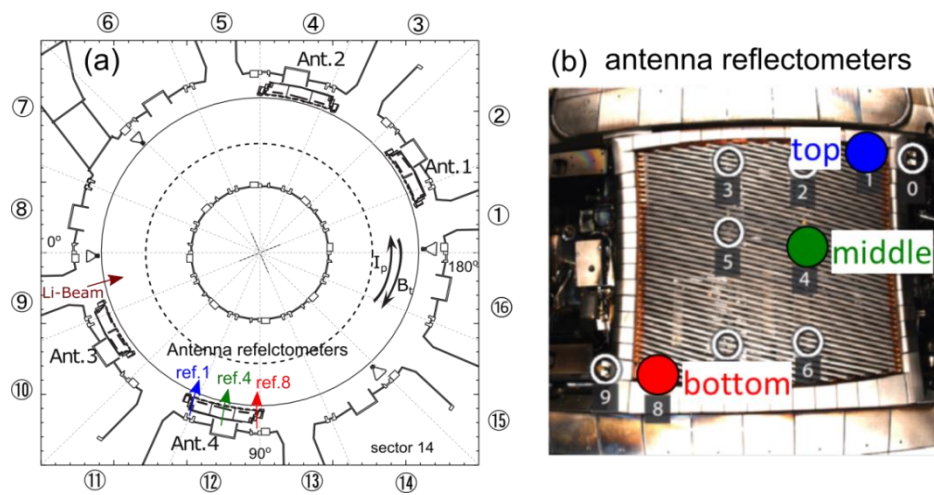 ⑥
⑤
④
③
(a)
Ant.2
⑦
②
Ant.1
⑧
①
0°
I_p
B_t
180°
Li-Beam
⑨
⑯
Ant.3
Antenna refelctometers
ref.1
ref.4
ref.8
⑩
⑮
Ant.4
90°
sector 14
⑪
⑫
⑬
⑭
(b) antenna reflectometers
top
3
2
1
0
middle
5
4
bottom
6
9
8